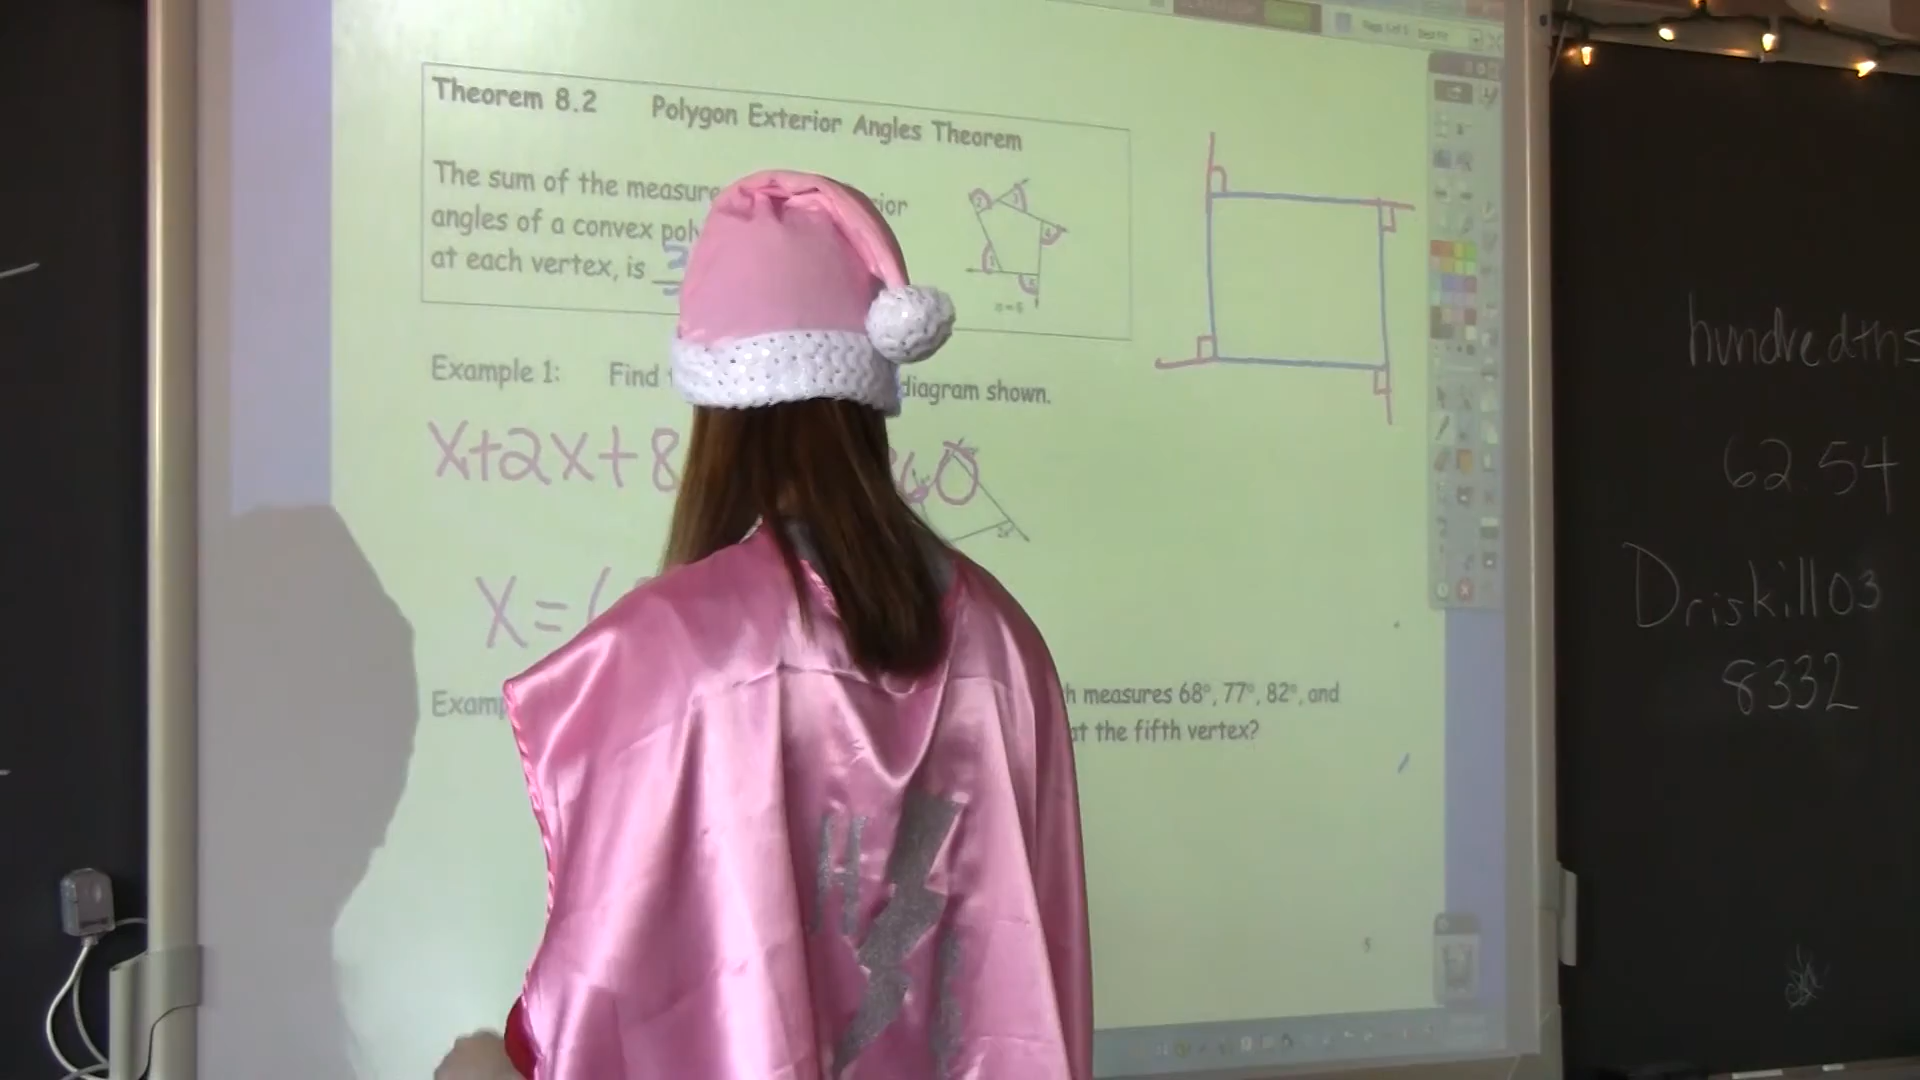 Theorem 8.2 Polygon Exterior Angles Theorem
The sum of the measure
angles of a convex
at each vertex, is
Example 1: Find diagram shown.
x+2x+8 360
X=
measures 68°, 77°, 82°, and
at the fifth vertex?
5
hundredths
62.54
Driskill03
8332